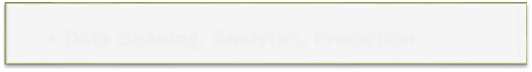 • Data cleaning, Analytics, Prediction